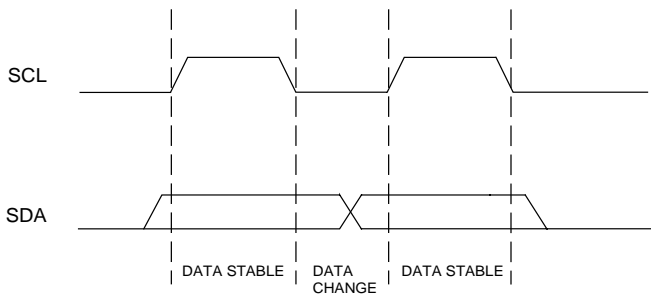 SCL
SDA
DATA STABLE
DATA
CHANGE
DATA STABLE